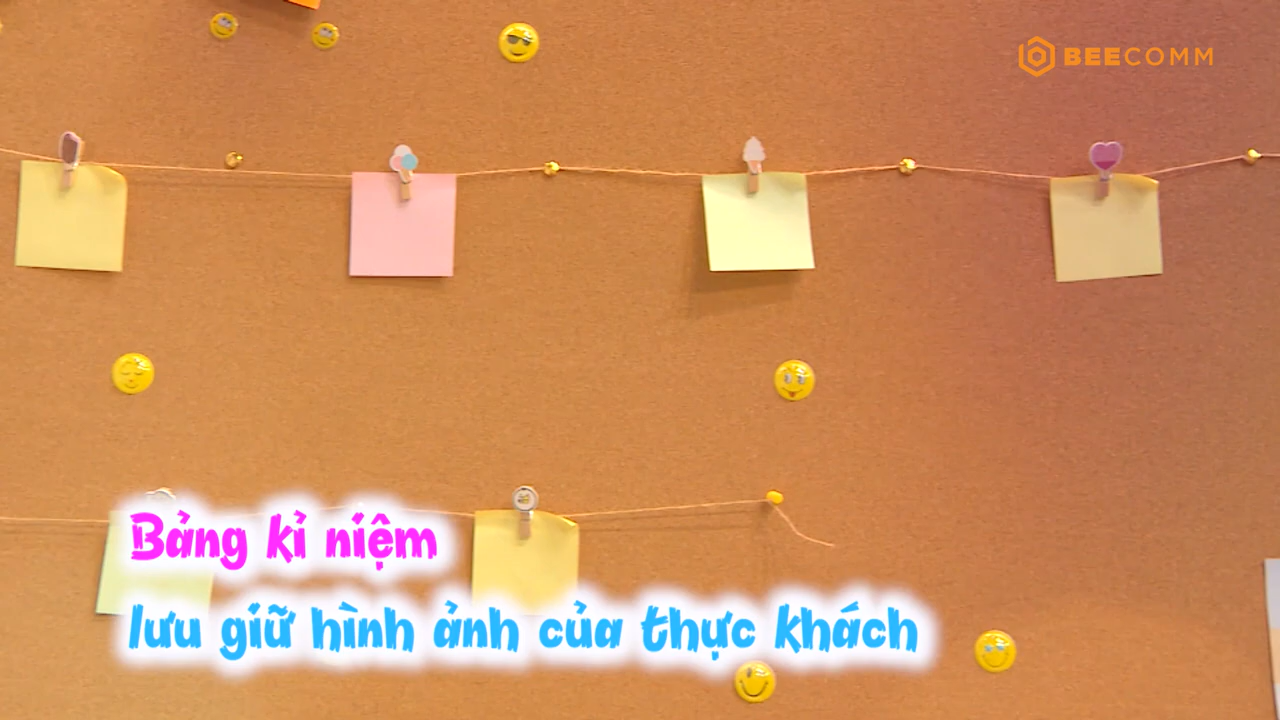 BEECOMM
Bảng kỉ niệm
lưu giữ hình ảnh của thực khách